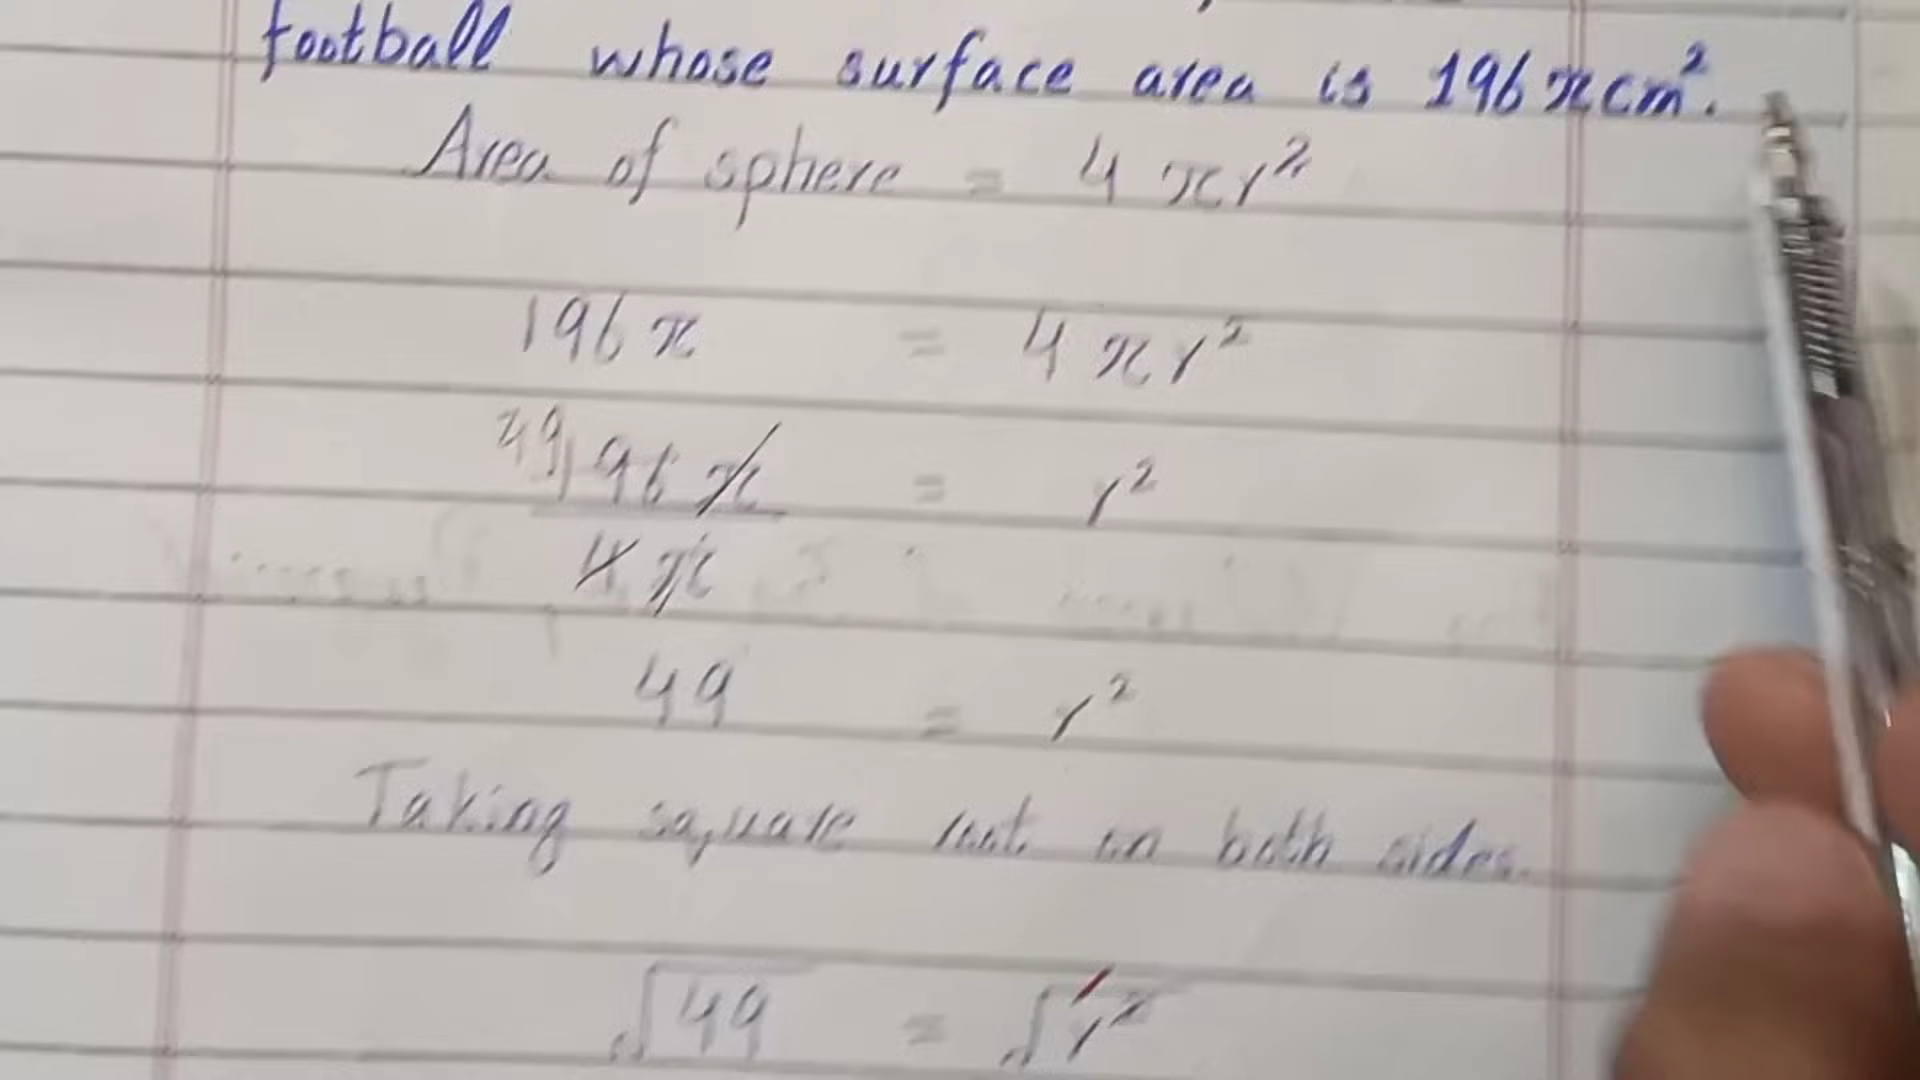 football whose surface area is 196πcm².
Area of sphere = 4πr²
196π = 4πr²
49
196π = r²
4π
49 = r²
Taking square root on both sides.
√49 = √r²